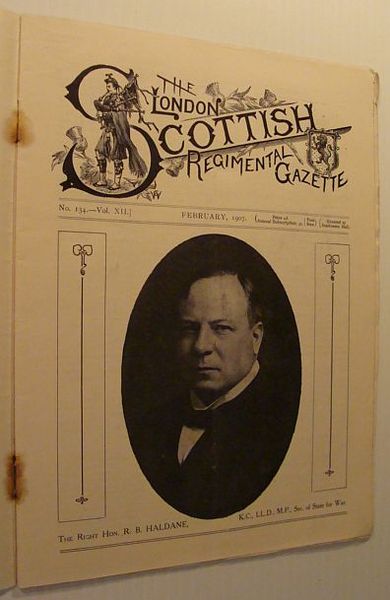 THE
LONDON
SCOTTISH
REGIMENTAL
GAZETTE
No. 134.—Vol. XII.]
FEBRUARY, 1907.
THE RIGHT HON. R. B. HALDANE,
K.C., LL.D. M.P., Sec. of State for War